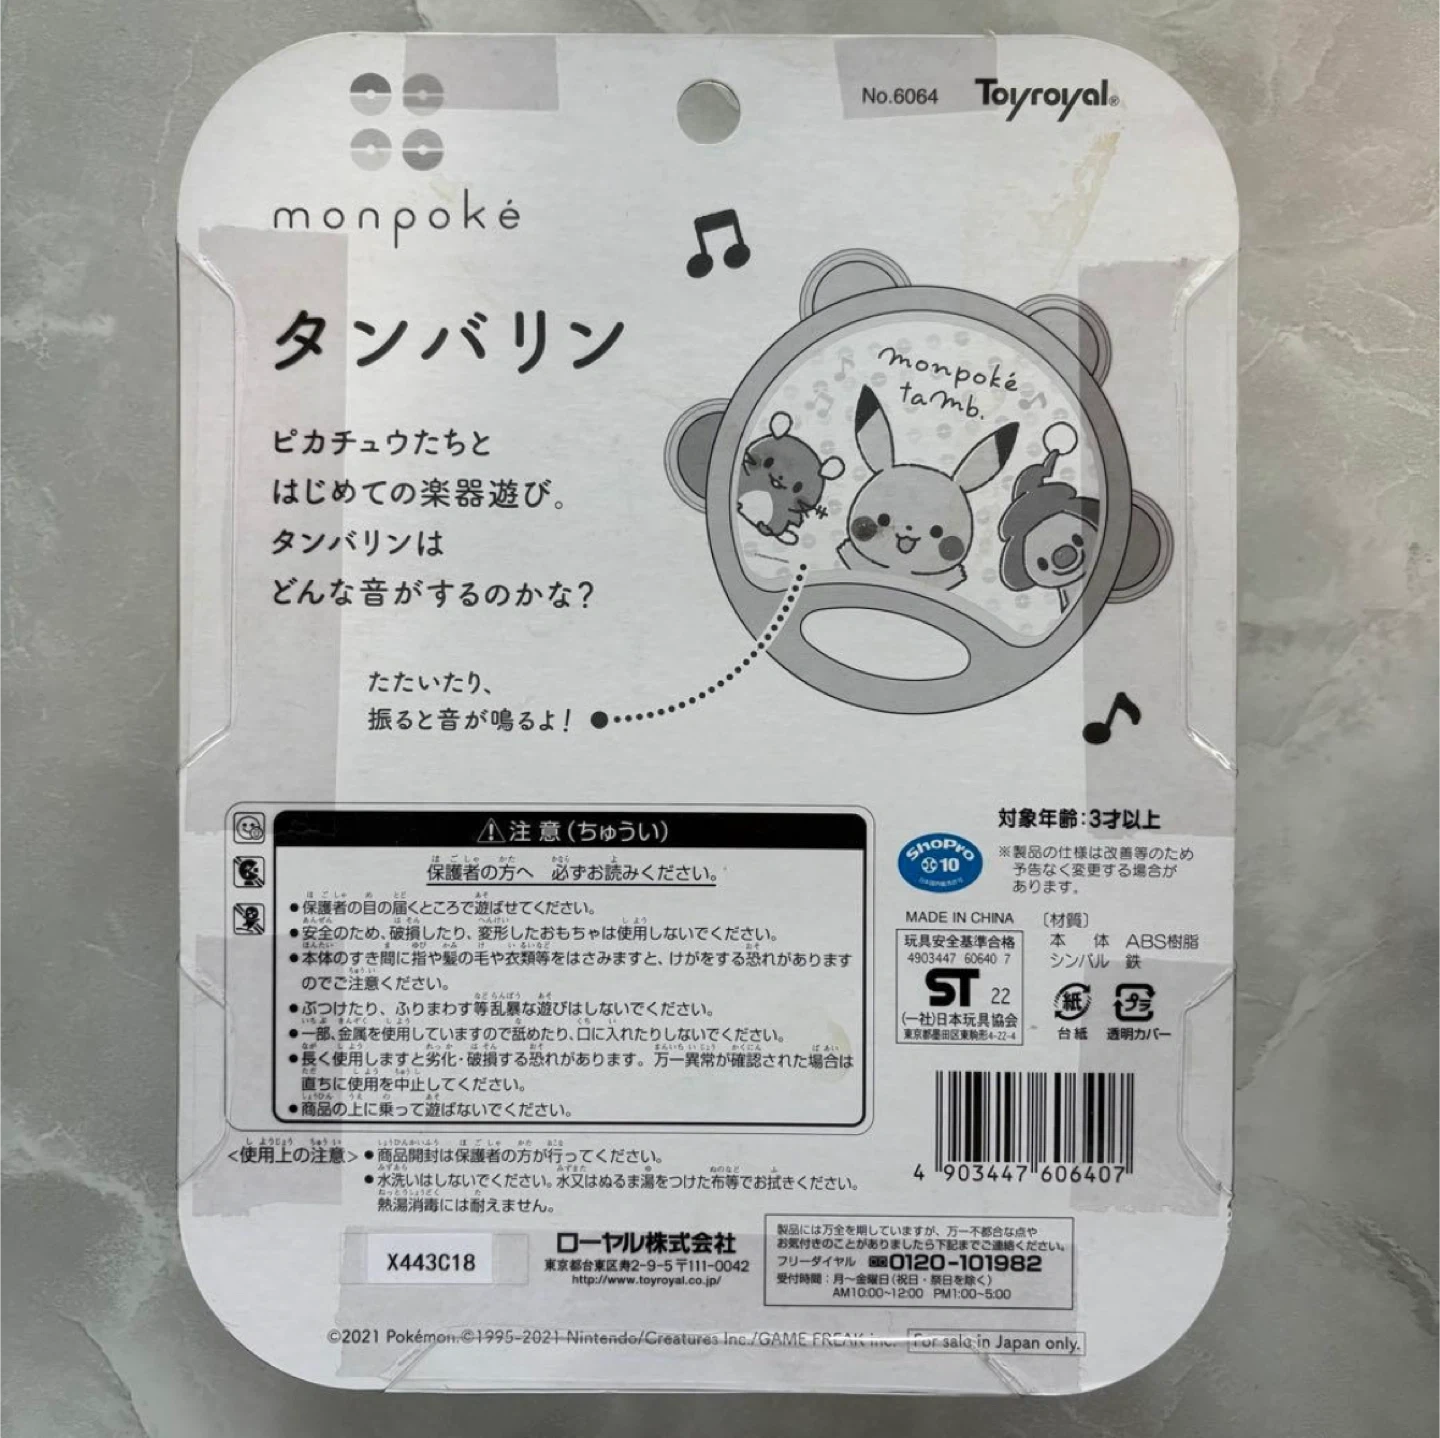 No.6064 Toyroyal®
monpoké
タンバリン
monpoké
tamb.
ピカチュウたちと
はじめての楽器遊び。
タンバリンは
どんな音がするのかな？
たたいたり、
振ると音が鳴るよ！
⚠注意（ちゅうい）
保護者の方へ 必ずお読みください。
●保護者の目の届くところで遊ばせてください。
●安全のため、破損したり、変形したおもちゃは使用しないでください。
●本体のすき間に指や髪の毛や衣類等をはさみますと、けがをする恐れがあります
のでご注意ください。
●ぶつけたり、ふりまわす等乱暴な遊びはしないでください。
●一部、金属を使用していますので舐めたり、口に入れたりしないでください。
●長く使用しますと劣化・破損する恐れがあります。万一異常が確認された場合は
直ちに使用を中止してください。
●商品の上に乗って遊ばないでください。
<使用上の注意>●商品開封は保護者の方が行ってください。
●水洗いはしないでください。水又はぬるま湯をつけた布等でお拭きください。
熱湯消毒には耐えません。
対象年齢：3才以上
※製品の仕様は改善等のため
予告なく変更する場合が
あります。
ShoPro
10
MADE IN CHINA
〔材質〕
本体 ABS樹脂
シンバル 鉄
玩具安全基準合格
4903447 60640 7
ST 22
(一社)日本玩具協会
東京都墨田区東駒形4-22-4
紙
台紙
プラ
透明カバー
4 903447 606407
X443C18
ローヤル株式会社
東京都台東区寿2-9-5〒111-0042
http://www.toyroyal.co.jp/
製品には万全を期していますが、万一不都合な点や
お気付きのことがありましたら下記までご連絡ください。
フリーダイヤル 0120-101982
受付時間：月〜金曜日（祝日・祭日を除く）
AM10:00~12:00 PM1:00~5:00
©2021 Pokémon.©1995-2021 Nintendo/Creatures Inc./GAME FREAK inc. For sale in Japan only.